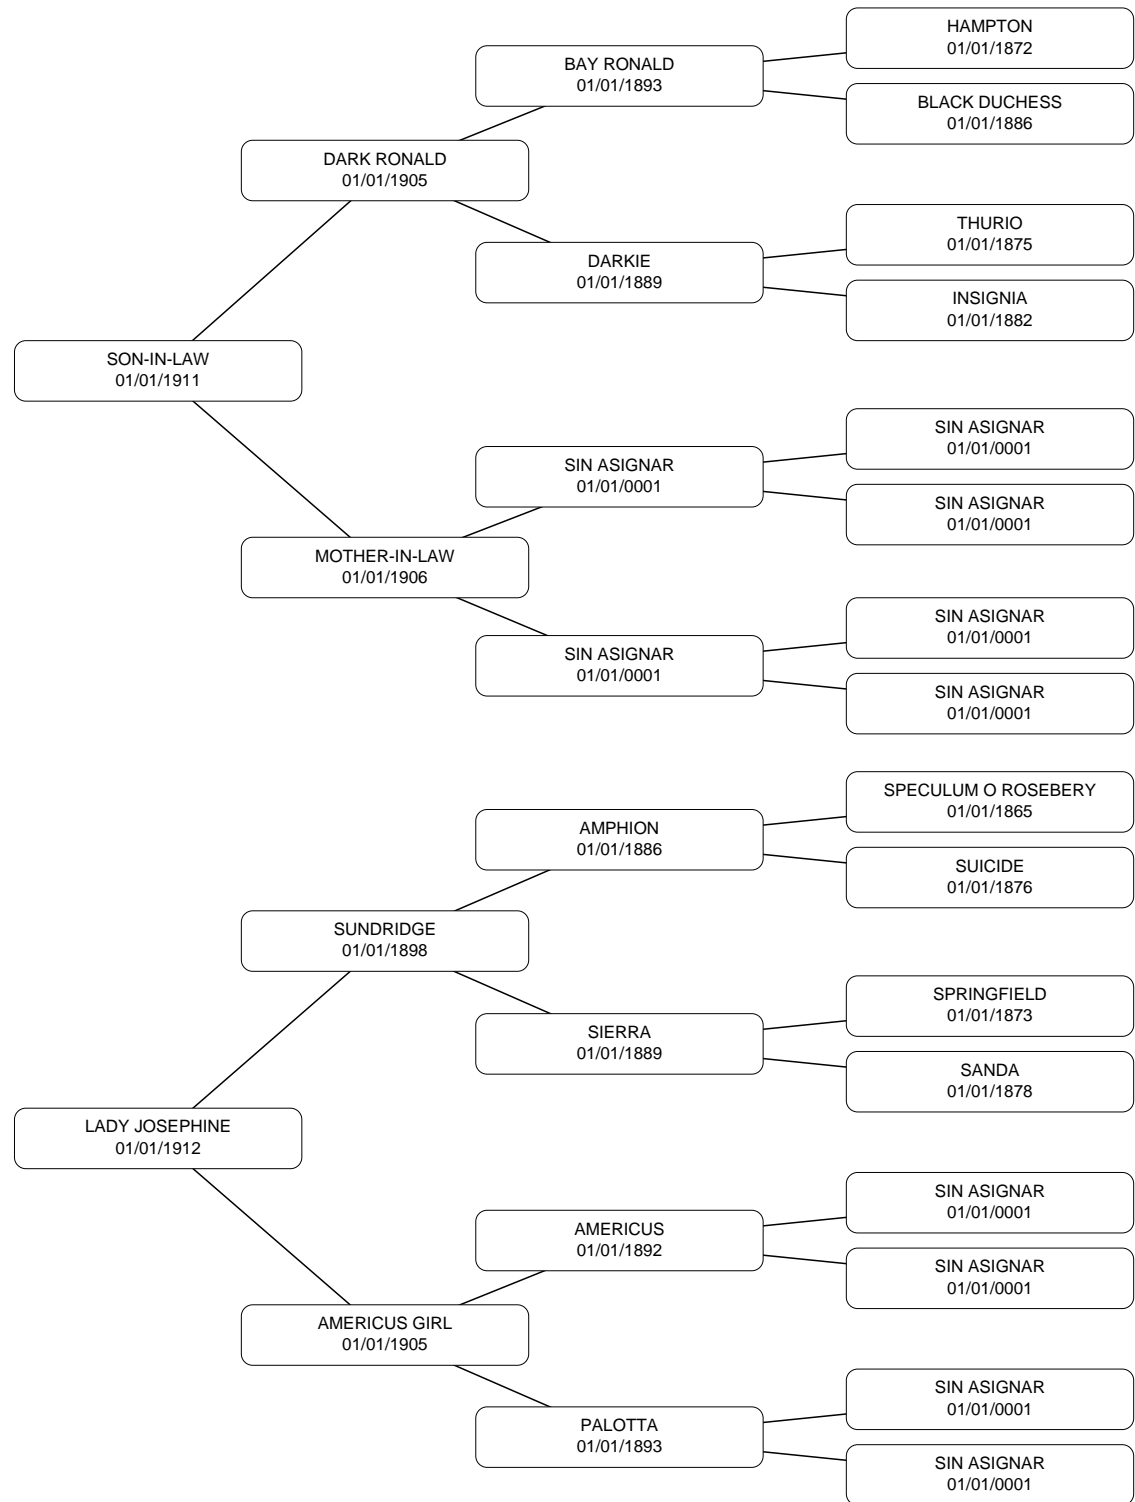 HAMPTON
01/01/1872
BAY RONALD
01/01/1893
BLACK DUCHESS
01/01/1886
DARK RONALD
01/01/1905
THURIO
01/01/1875
DARKIE
01/01/1889
INSIGNIA
01/01/1882
SON-IN-LAW
01/01/1911
SIN ASIGNAR
01/01/0001
SIN ASIGNAR
01/01/0001
SIN ASIGNAR
01/01/0001
MOTHER-IN-LAW
01/01/1906
SIN ASIGNAR
01/01/0001
SIN ASIGNAR
01/01/0001
SIN ASIGNAR
01/01/0001
SPECULUM O ROSEBERY
01/01/1865
AMPHION
01/01/1886
SUICIDE
01/01/1876
SUNDRIDGE
01/01/1898
SPRINGFIELD
01/01/1873
SIERRA
01/01/1889
SANDA
01/01/1878
LADY JOSEPHINE
01/01/1912
SIN ASIGNAR
01/01/0001
AMERICUS
01/01/1892
SIN ASIGNAR
01/01/0001
AMERICUS GIRL
01/01/1905
SIN ASIGNAR
01/01/0001
PALOTTA
01/01/1893
SIN ASIGNAR
01/01/0001